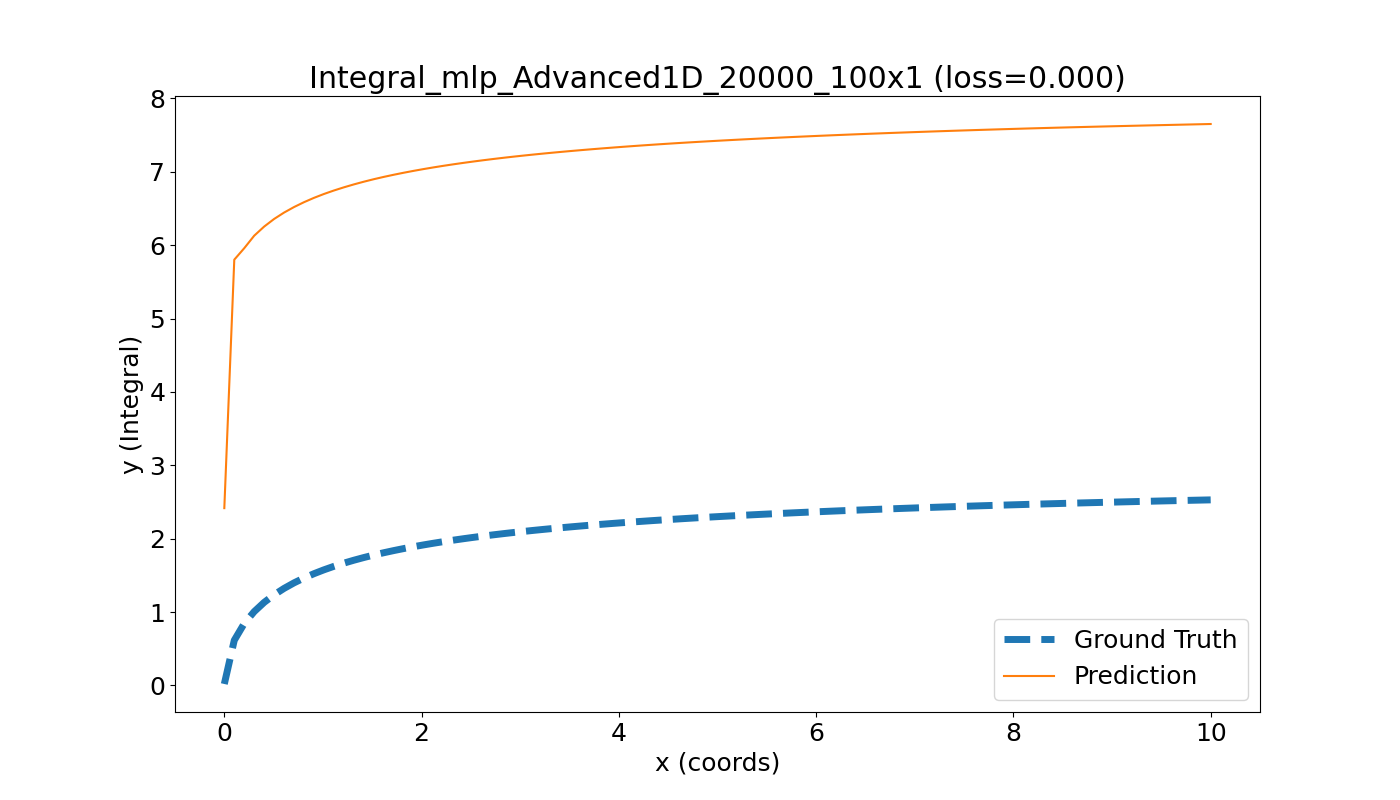 Integral_mlp_Advanced1D_20000_100x1 (loss=0.000)
8
7
6
5
4
3
2
1
0
y (Integral)
Ground Truth
Prediction
0 2 4 6 8 10
x (coords)